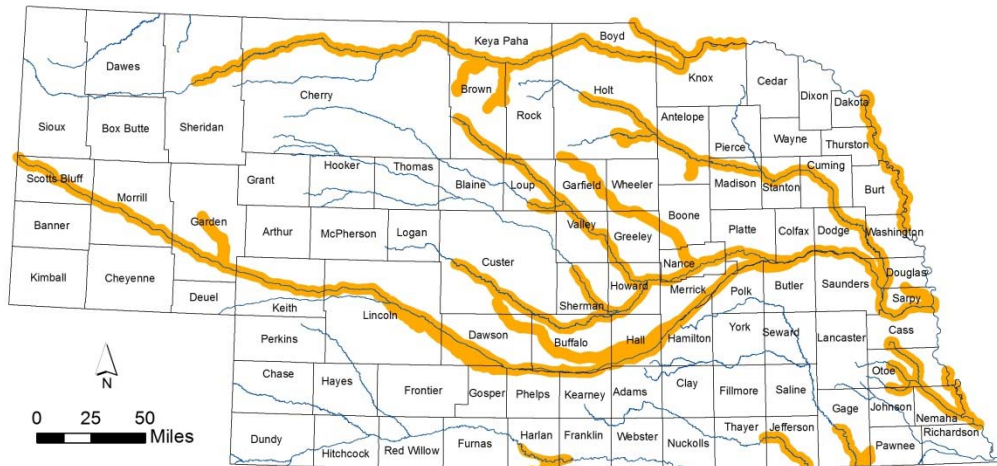 Keya Paha
Boyd
Dawes
Knox
Cedar
Cherry
Brown
Holt
Dixon
Dakota
Rock
Sioux
Box Butte
Sheridan
Antelope
Pierce
Wayne
Thurston
Hooker
Thomas
Cuming
Scotts Bluff
Grant
Blaine
Loup
Garfield
Wheeler
Madison
Stanton
Burt
Morrill
Garden
Boone
Banner
Arthur
McPherson
Logan
Valley
Greeley
Platte
Colfax
Dodge
Washington
Custer
Nance
Kimball
Cheyenne
Howard
Merrick
Polk
Butler
Saunders
Douglas
Deuel
Keith
Lincoln
Sherman
Sarpy
Perkins
Dawson
Buffalo
Hall
Hamilton
York
Seward
Lancaster
Cass
N
Chase
Hayes
Frontier
Gosper
Phelps
Kearney
Adams
Clay
Fillmore
Saline
Otoe
0 25 50
Miles
Gage
Johnson
Nemaha
Dundy
Hitchcock
Red Willow
Furnas
Harlan
Franklin
Webster
Nuckolls
Thayer
Jefferson
Pawnee
Richardson